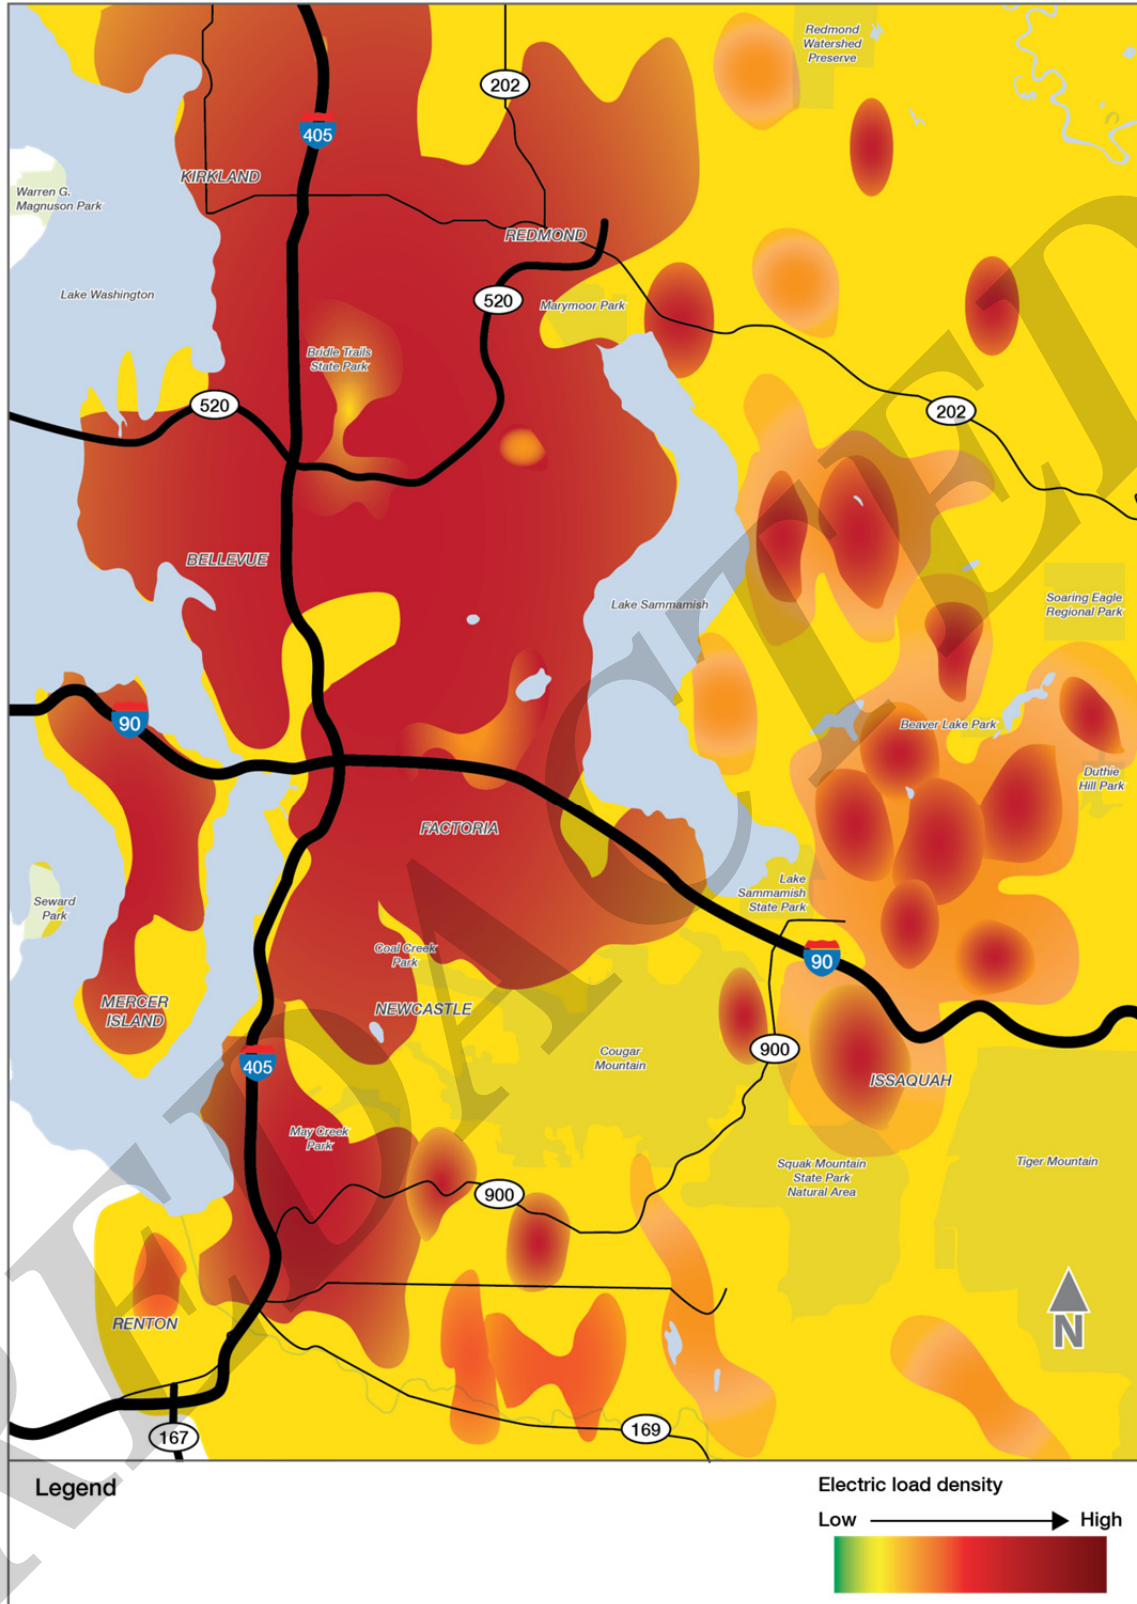 Redmond
Watershed
Preserve
202
405
KIRKLAND
Warren G.
Magnuson Park
REDMOND
Lake Washington
520
Marymoor Park
Bridle Trails
State Park
520
202
BELLEVUE
Lake Sammamish
Soaring Eagle
Regional Park
90
Beaver Lake Park
Duthie
Hill Park
FACTORIA
Seward
Park
Lake
Sammamish
State Park
Coal Creek
Park
90
MERCER
ISLAND
NEWCASTLE
Cougar
Mountain
900
405
ISSAQUAH
May Creek
Park
Squak Mountain
State Park
Natural Area
Tiger Mountain
900
RENTON
N
169
167
Legend
Electric load density
Low
High
REDACTED